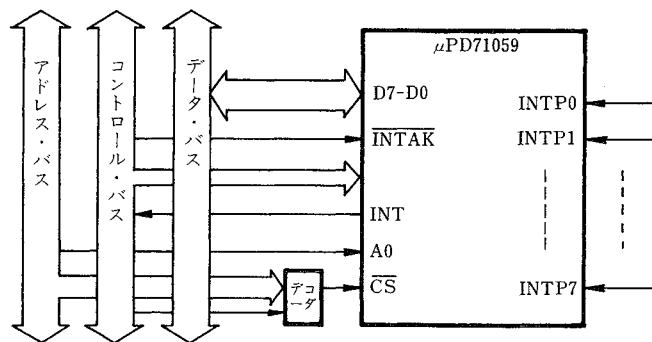 アドレス・バス
コントロール・バス
データ・バス
μPD71059
D7-D0
INTAK
INT
A0
CS
デコーダ
INTP0
INTP1
INTP7